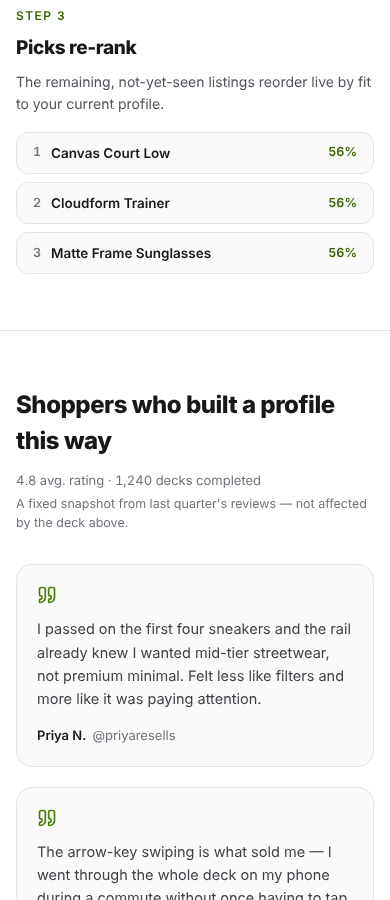 STEP 3
Picks re-rank
The remaining, not-yet-seen listings reorder live by fit
to your current profile.
1 Canvas Court Low 56%
2 Cloudform Trainer 56%
3 Matte Frame Sunglasses 56%
Shoppers who built a profile
this way
4.8 avg. rating · 1,240 decks completed
A fixed snapshot from last quarter's reviews — not affected
by the deck above.
I passed on the first four sneakers and the rail
already knew I wanted mid-tier streetwear,
not premium minimal. Felt less like filters and
more like it was paying attention.
Priya N. @priyaresells
The arrow-key swiping is what sold me — I
went through the whole deck on my phone
during a commute without once having to tap